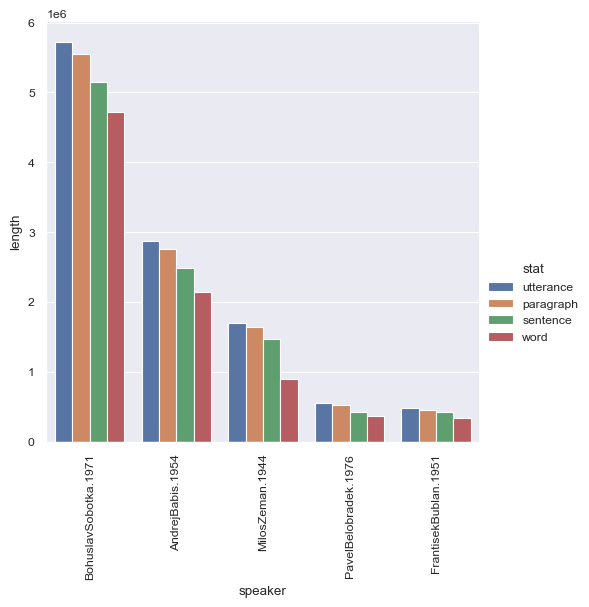 1e6
6
5
4
3
2
1
0
length
BohuslavSobotka.1971
AndrejBabis.1954
MilosZeman.1944
PavelBelobradek.1976
FrantisekBublan.1951
speaker
stat
utterance
paragraph
sentence
word